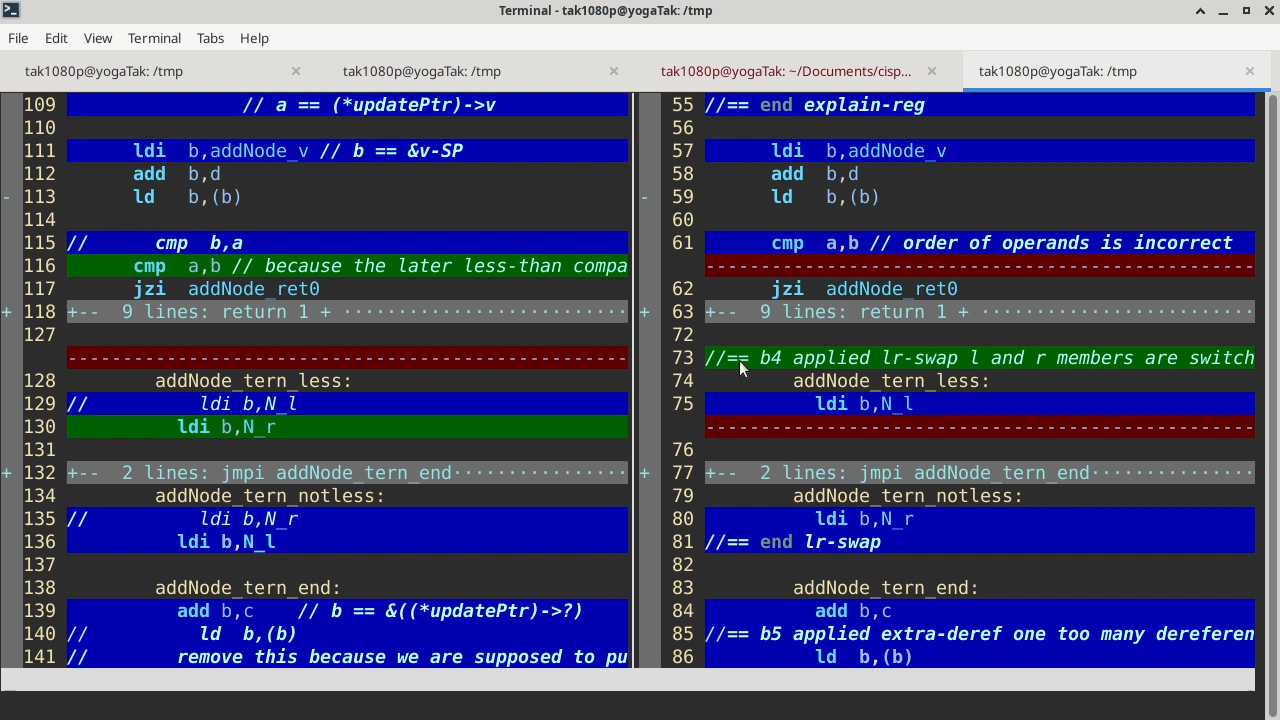 Terminal - tak1080p@yogaTak: /tmp
File Edit View Terminal Tabs Help
tak1080p@yogaTak: /tmp
tak1080p@yogaTak: /tmp
tak1080p@yogaTak: ~/Documents/cisp...
tak1080p@yogaTak: /tmp
109 // a == (*updatePtr)->v
110
111 ldi b,addNode_v // b == &v-SP
112 add b,d
- 113 ld b,(b)
114
115 // cmp b,a
116 cmp a,b // because the later less-than compa
117 jzi addNode_ret0
+ 118 +-- 9 lines: return 1 + ··························
127
---------------------------------------------------
128 addNode_tern_less:
129 // ldi b,N_l
130 ldi b,N_r
131
+ 132 +-- 2 lines: jmpi addNode_tern_end················
134 addNode_tern_notless:
135 // ldi b,N_r
136 ldi b,N_l
137
138 addNode_tern_end:
139 add b,c // b == &((*updatePtr)->?)
140 // ld b,(b)
141 // remove this because we are supposed to pu
55 //== end explain-reg
56
57 ldi b,addNode_v
58 add b,d
- 59 ld b,(b)
60
61 cmp a,b // order of operands is incorrect
--------------------------------------------------
62 jzi addNode_ret0
+ 63 +-- 9 lines: return 1 + ·························
72
73 //== b4 applied lr-swap l and r members are switch
74 addNode_tern_less:
75 ldi b,N_l
--------------------------------------------------
76
+ 77 +-- 2 lines: jmpi addNode_tern_end···············
79 addNode_tern_notless:
80 ldi b,N_r
81 //== end lr-swap
82
83 addNode_tern_end:
84 add b,c
85 //== b5 applied extra-deref one too many dereferen
86 ld b,(b)